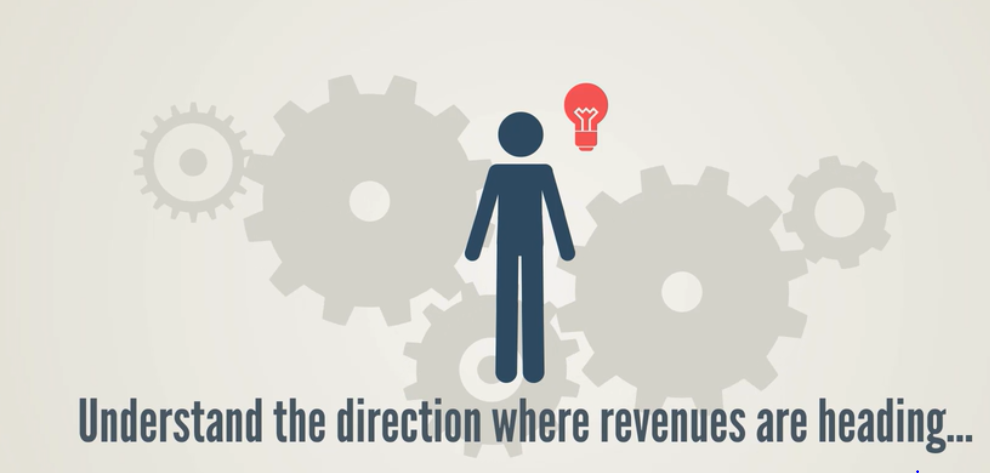 Understand the direction where revenues are heading...